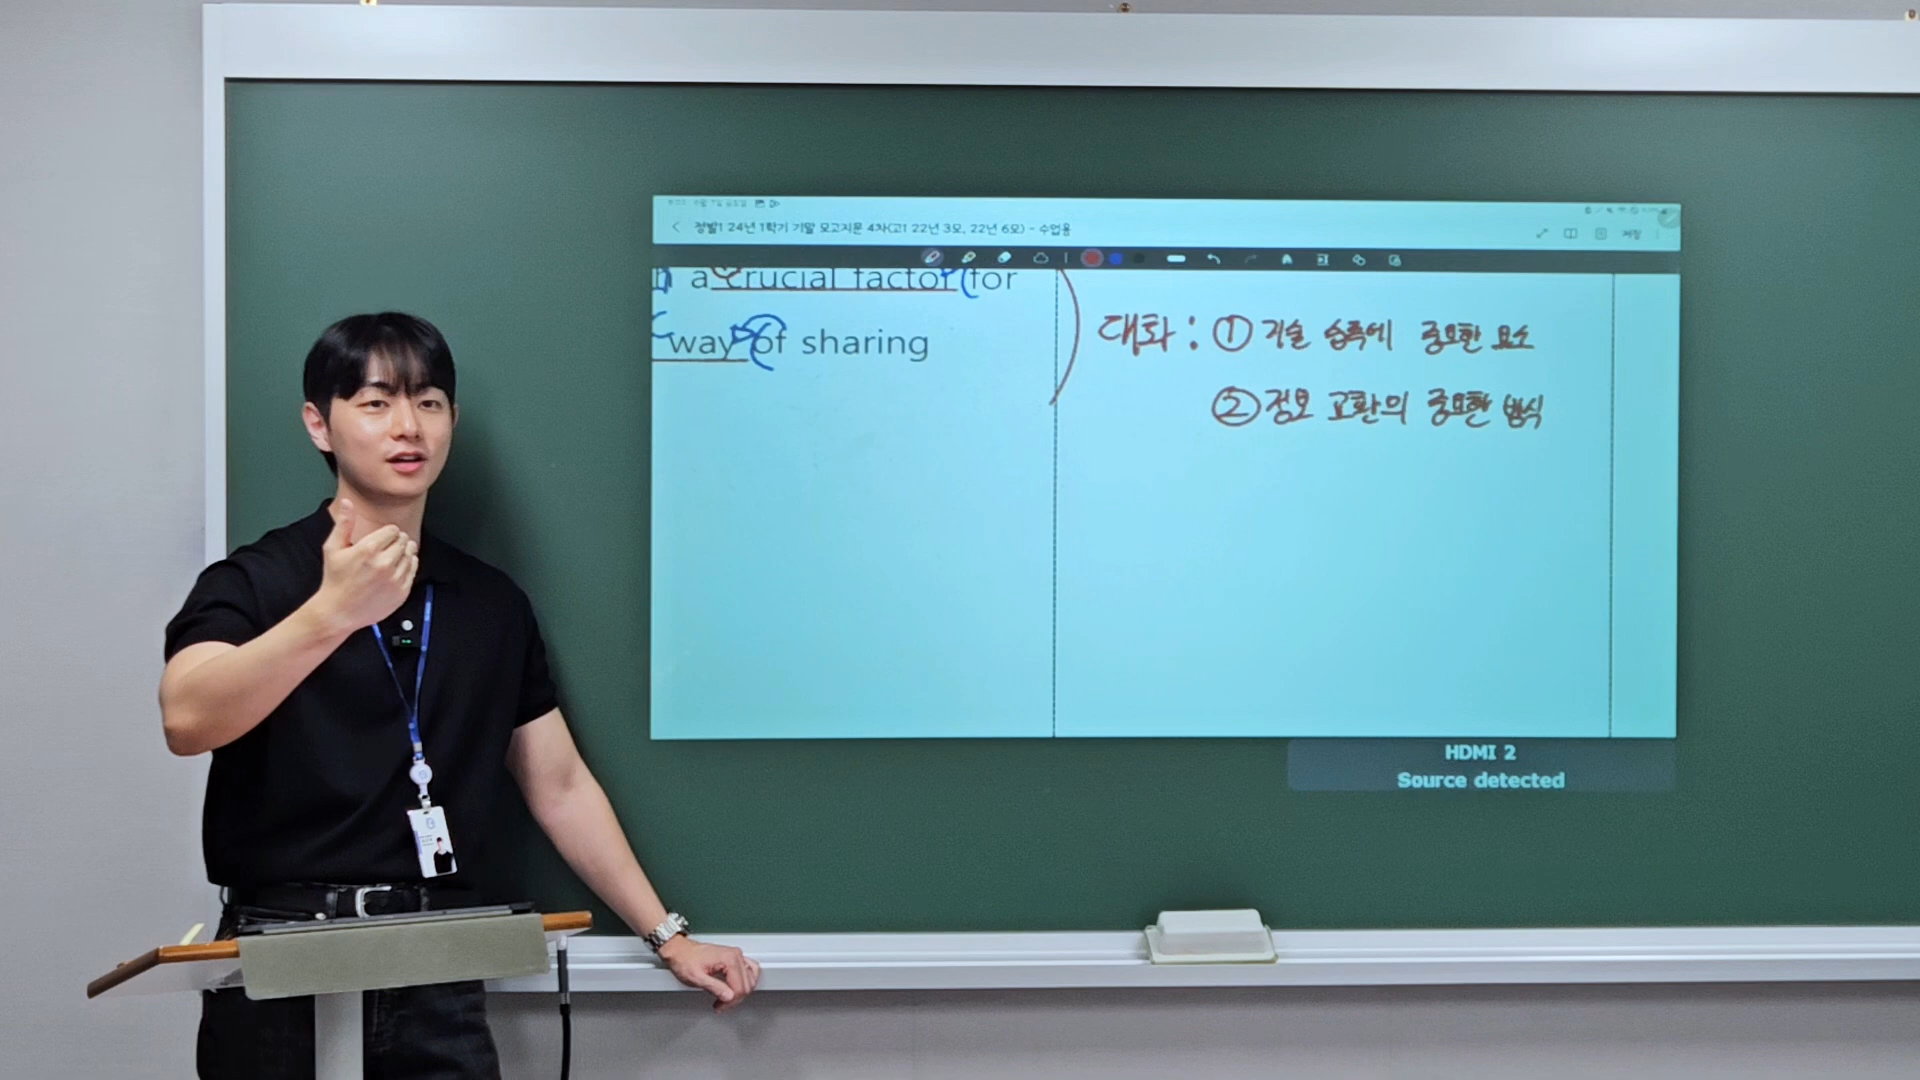 정발1 24년 1학기 기말 모고지문 4차(고1 22년 3모, 22년 6모) - 수업용
저장
a crucial factor for
way of sharing
대화 : ① 기술 습득에 중요한 요소
② 정보 교환의 중요한 방식
HDMI 2
Source detected